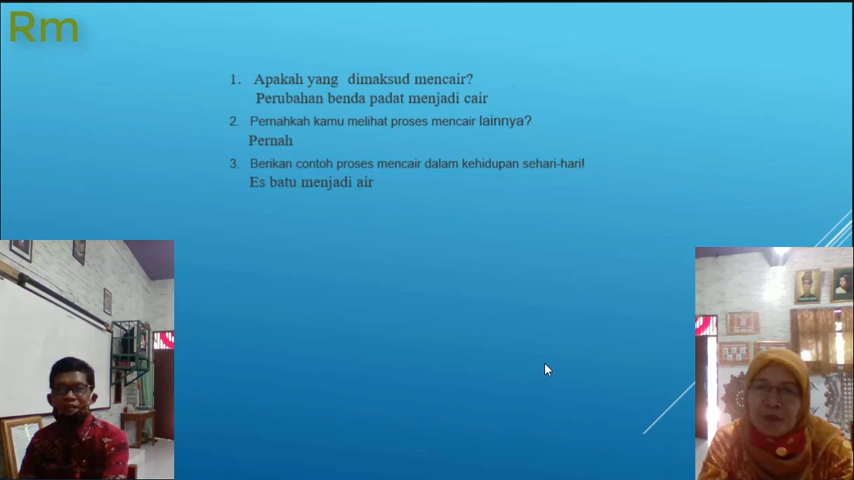 Rm
1. Apakah yang dimaksud mencair?
Perubahan benda padat menjadi cair
2. Pernahkah kamu melihat proses mencair lainnya?
Pernah
3. Berikan contoh proses mencair dalam kehidupan sehari-hari!
Es batu menjadi air